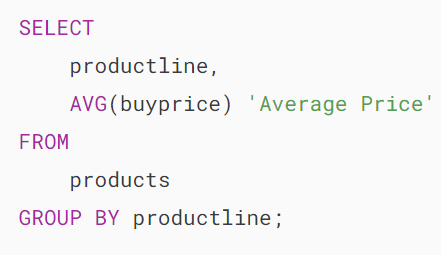 SELECT
    productline,
    AVG(buyprice) 'Average Price'
FROM
    products
GROUP BY productline;